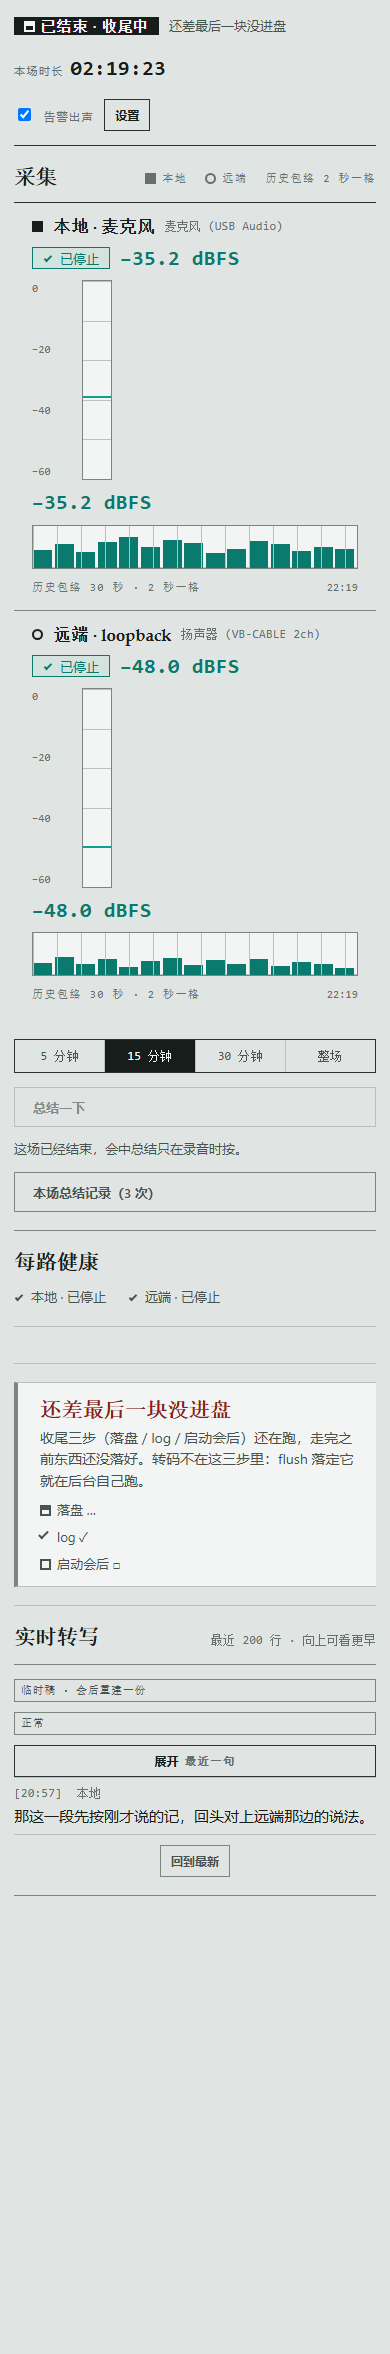 已结束 · 收尾中 还差最后一块没进盘
本场时长 02:19:23
告警出声 设置
采集 本地 远端 历史包络 2 秒一格
本地 · 麦克风 麦克风 (USB Audio)
已停止 −35.2 dBFS
0
−20
−40
−60
−35.2 dBFS
历史包络 30 秒 · 2 秒一格 22:19
远端 · loopback 扬声器 (VB-CABLE 2ch)
已停止 −48.0 dBFS
0
−20
−40
−60
−48.0 dBFS
历史包络 30 秒 · 2 秒一格 22:19
5 分钟 15 分钟 30 分钟 整场
总结一下
这场已经结束，会中总结只在录音时按。
本场总结记录（3 次）
每路健康
本地 · 已停止 远端 · 已停止
还差最后一块没进盘
收尾三步（落盘 / log / 启动会后）还在跑，走完之
前东西还没落好。转码不在这三步里：flush 落定它
就在后台自己跑。
落盘 …
log ✓
启动会后 □
实时转写 最近 200 行 · 向上可看更早
临时稿 · 会后重建一份
正常
展开 最近一句
[20:57] 本地
那这一段先按刚才说的记，回头对上远端那边的说法。
回到最新